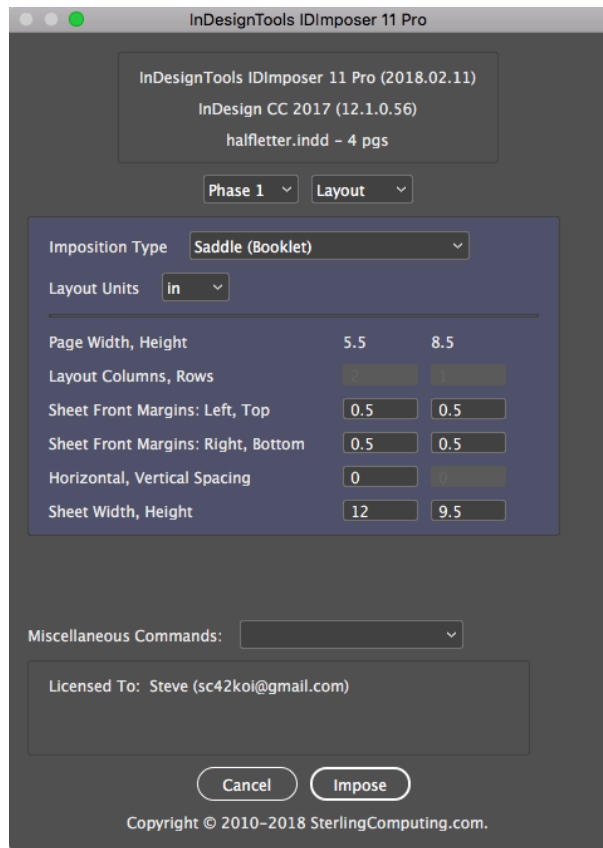 InDesignTools IDImposer 11 Pro
InDesignTools IDImposer 11 Pro (2018.02.11)
InDesign CC 2017 (12.1.0.56)
halfletter.indd – 4 pgs
Phase 1 Layout
Imposition Type Saddle (Booklet)
Layout Units in
Page Width, Height 5.5 8.5
Layout Columns, Rows 2 1
Sheet Front Margins: Left, Top 0.5 0.5
Sheet Front Margins: Right, Bottom 0.5 0.5
Horizontal, Vertical Spacing 0 0
Sheet Width, Height 12 9.5
Miscellaneous Commands:
Licensed To: Steve (sc42koi@gmail.com)
Cancel Impose
Copyright © 2010–2018 SterlingComputing.com.